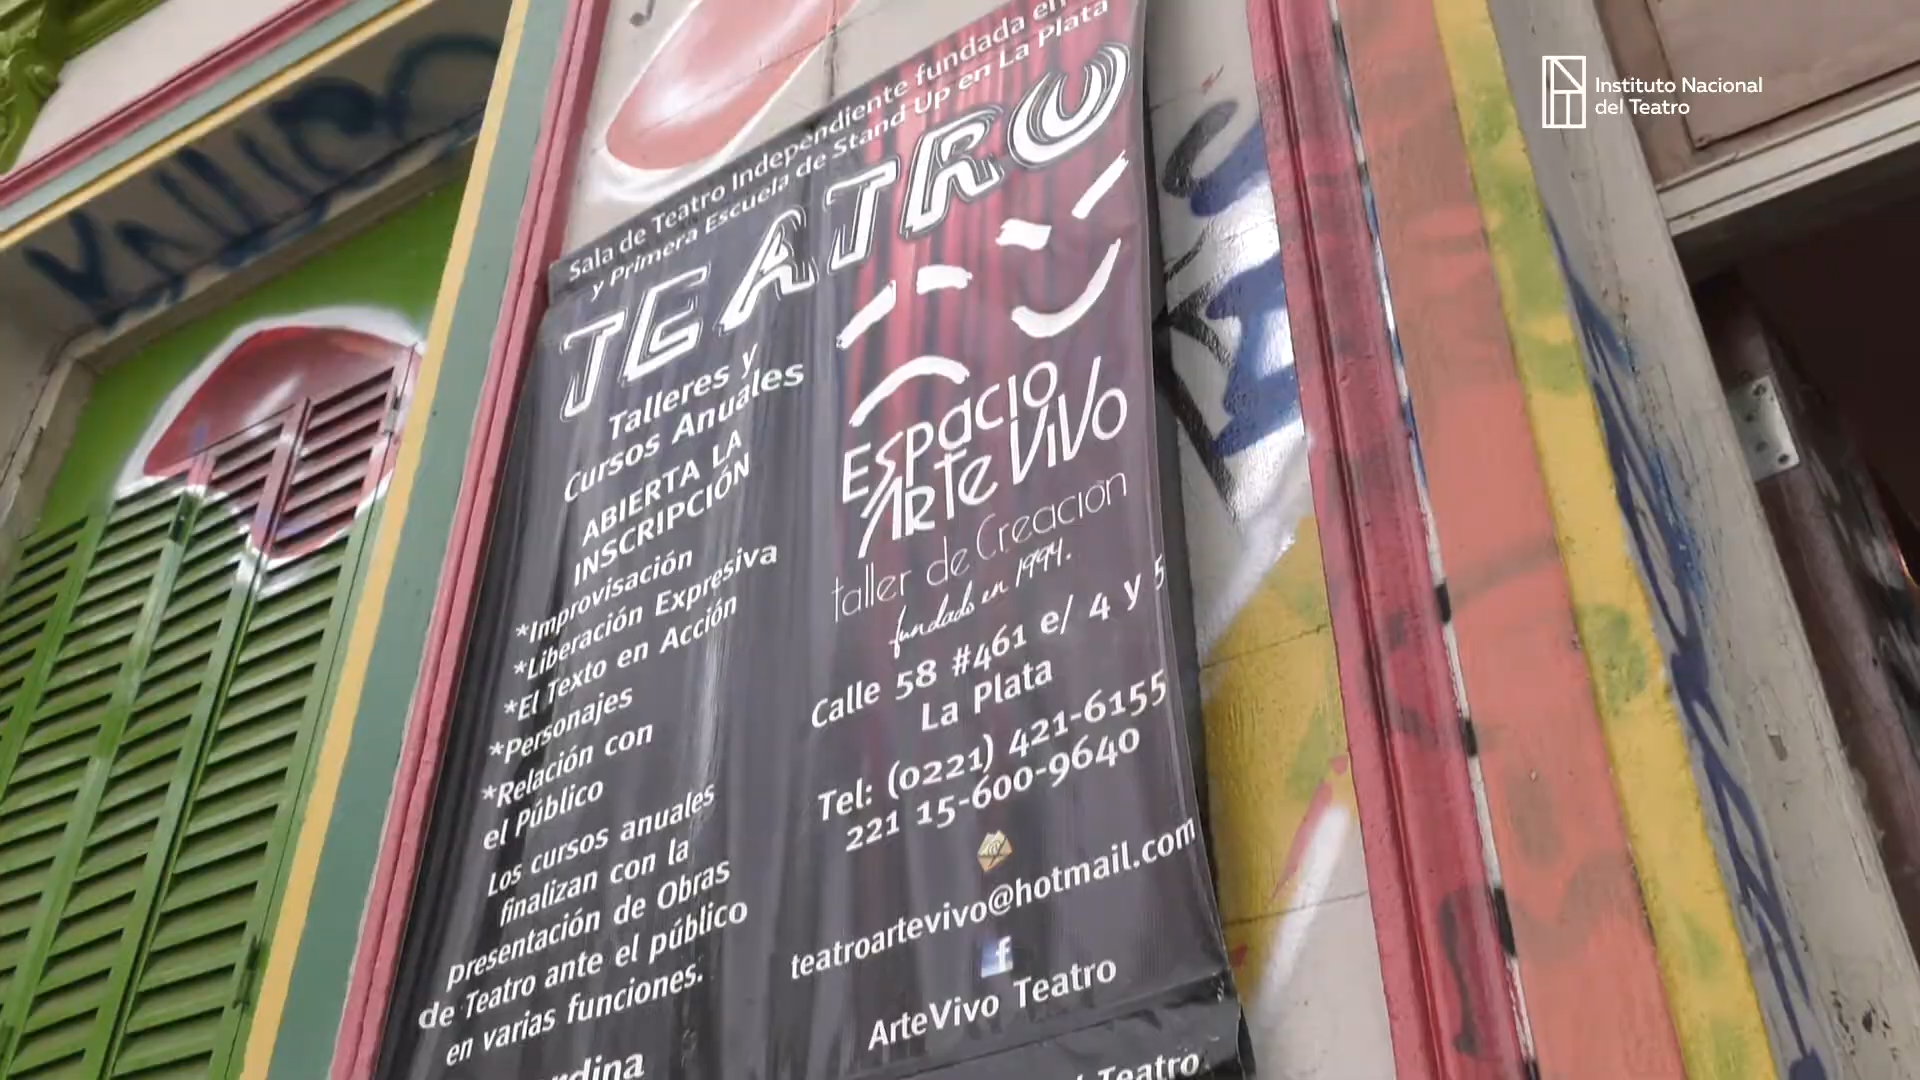 Instituto Nacional
del Teatro
Sala de Teatro Independiente fundada en
y Primera Escuela de Stand Up en La Plata
TEATRO
Talleres y
Cursos Anuales
ABIERTA LA
INSCRIPCIÓN
*Improvisación
*Liberación Expresiva
*El Texto en Acción
*Personajes
*Relación con
el Público
Los cursos anuales
finalizan con la
presentación de Obras
de Teatro ante el público
en varias funciones.
Espacio
Arte Vivo
taller de Creación
fundado en 1994.
Calle 58 #461 e/ 4 y 5
La Plata
Tel: (0221) 421-6155
221 15-600-9640
teatroartevivo@hotmail.com
f
ArteVivo Teatro
Teatro